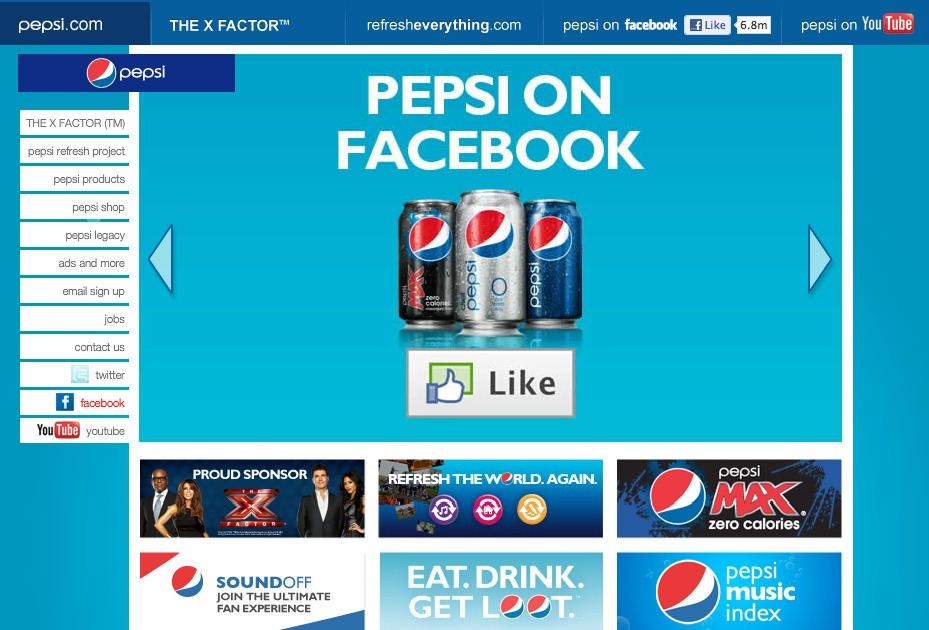 pepsi.com
THE X FACTOR™
refresheverything.com
pepsi on facebook
Like
6.8m
pepsi on YouTube
pepsi
THE X FACTOR (TM)
pepsi refresh project
pepsi products
pepsi shop
pepsi legacy
ads and more
email sign up
jobs
contact us
twitter
facebook
YouTube youtube
PEPSI ON
FACEBOOK
pepsi
MAX
zero
calories
diet
pepsi
0
pepsi
Like
PROUD SPONSOR
THE
X
FACTOR
REFRESH THE WORLD. AGAIN.
pepsi
MAX
zero calories
SOUNDOFF
JOIN THE ULTIMATE
FAN EXPERIENCE
EAT. DRINK.
GET LOOT.
pepsi
music
index